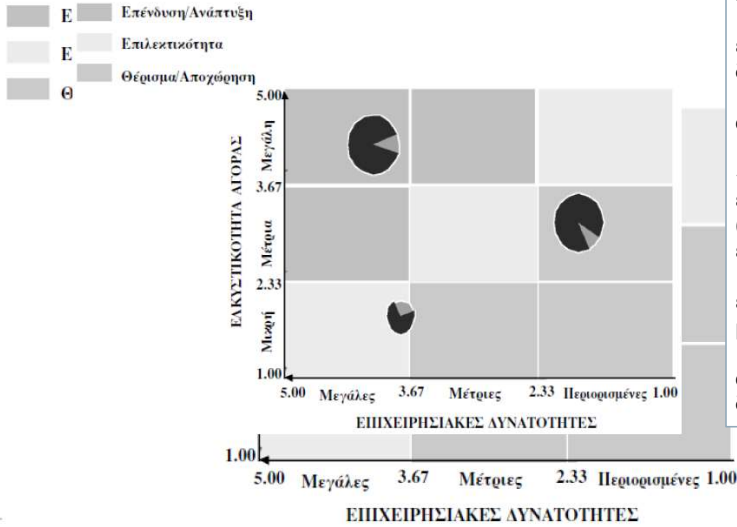 Ε Επένδυση/Ανάπτυξη
Ε Επιλεκτικότητα
Θ Θέρισμα/Αποχώρηση
ΕΛΚΥΣΤΙΚΟΤΗΤΑ ΑΓΟΡΑΣ
5.00
Μεγάλη
3.67
Μέτρια
2.33
Μικρή
1.00
5.00 Μεγάλες 3.67 Μέτριες 2.33 Περιορισμένες 1.00
ΕΠΙΧΕΙΡΗΣΙΑΚΕΣ ΔΥΝΑΤΟΤΗΤΕΣ
1.00
5.00 Μεγάλες 3.67 Μέτριες 2.33 Περιορισμένες 1.00
ΕΠΙΧΕΙΡΗΣΙΑΚΕΣ ΔΥΝΑΤΟΤΗΤΕΣ